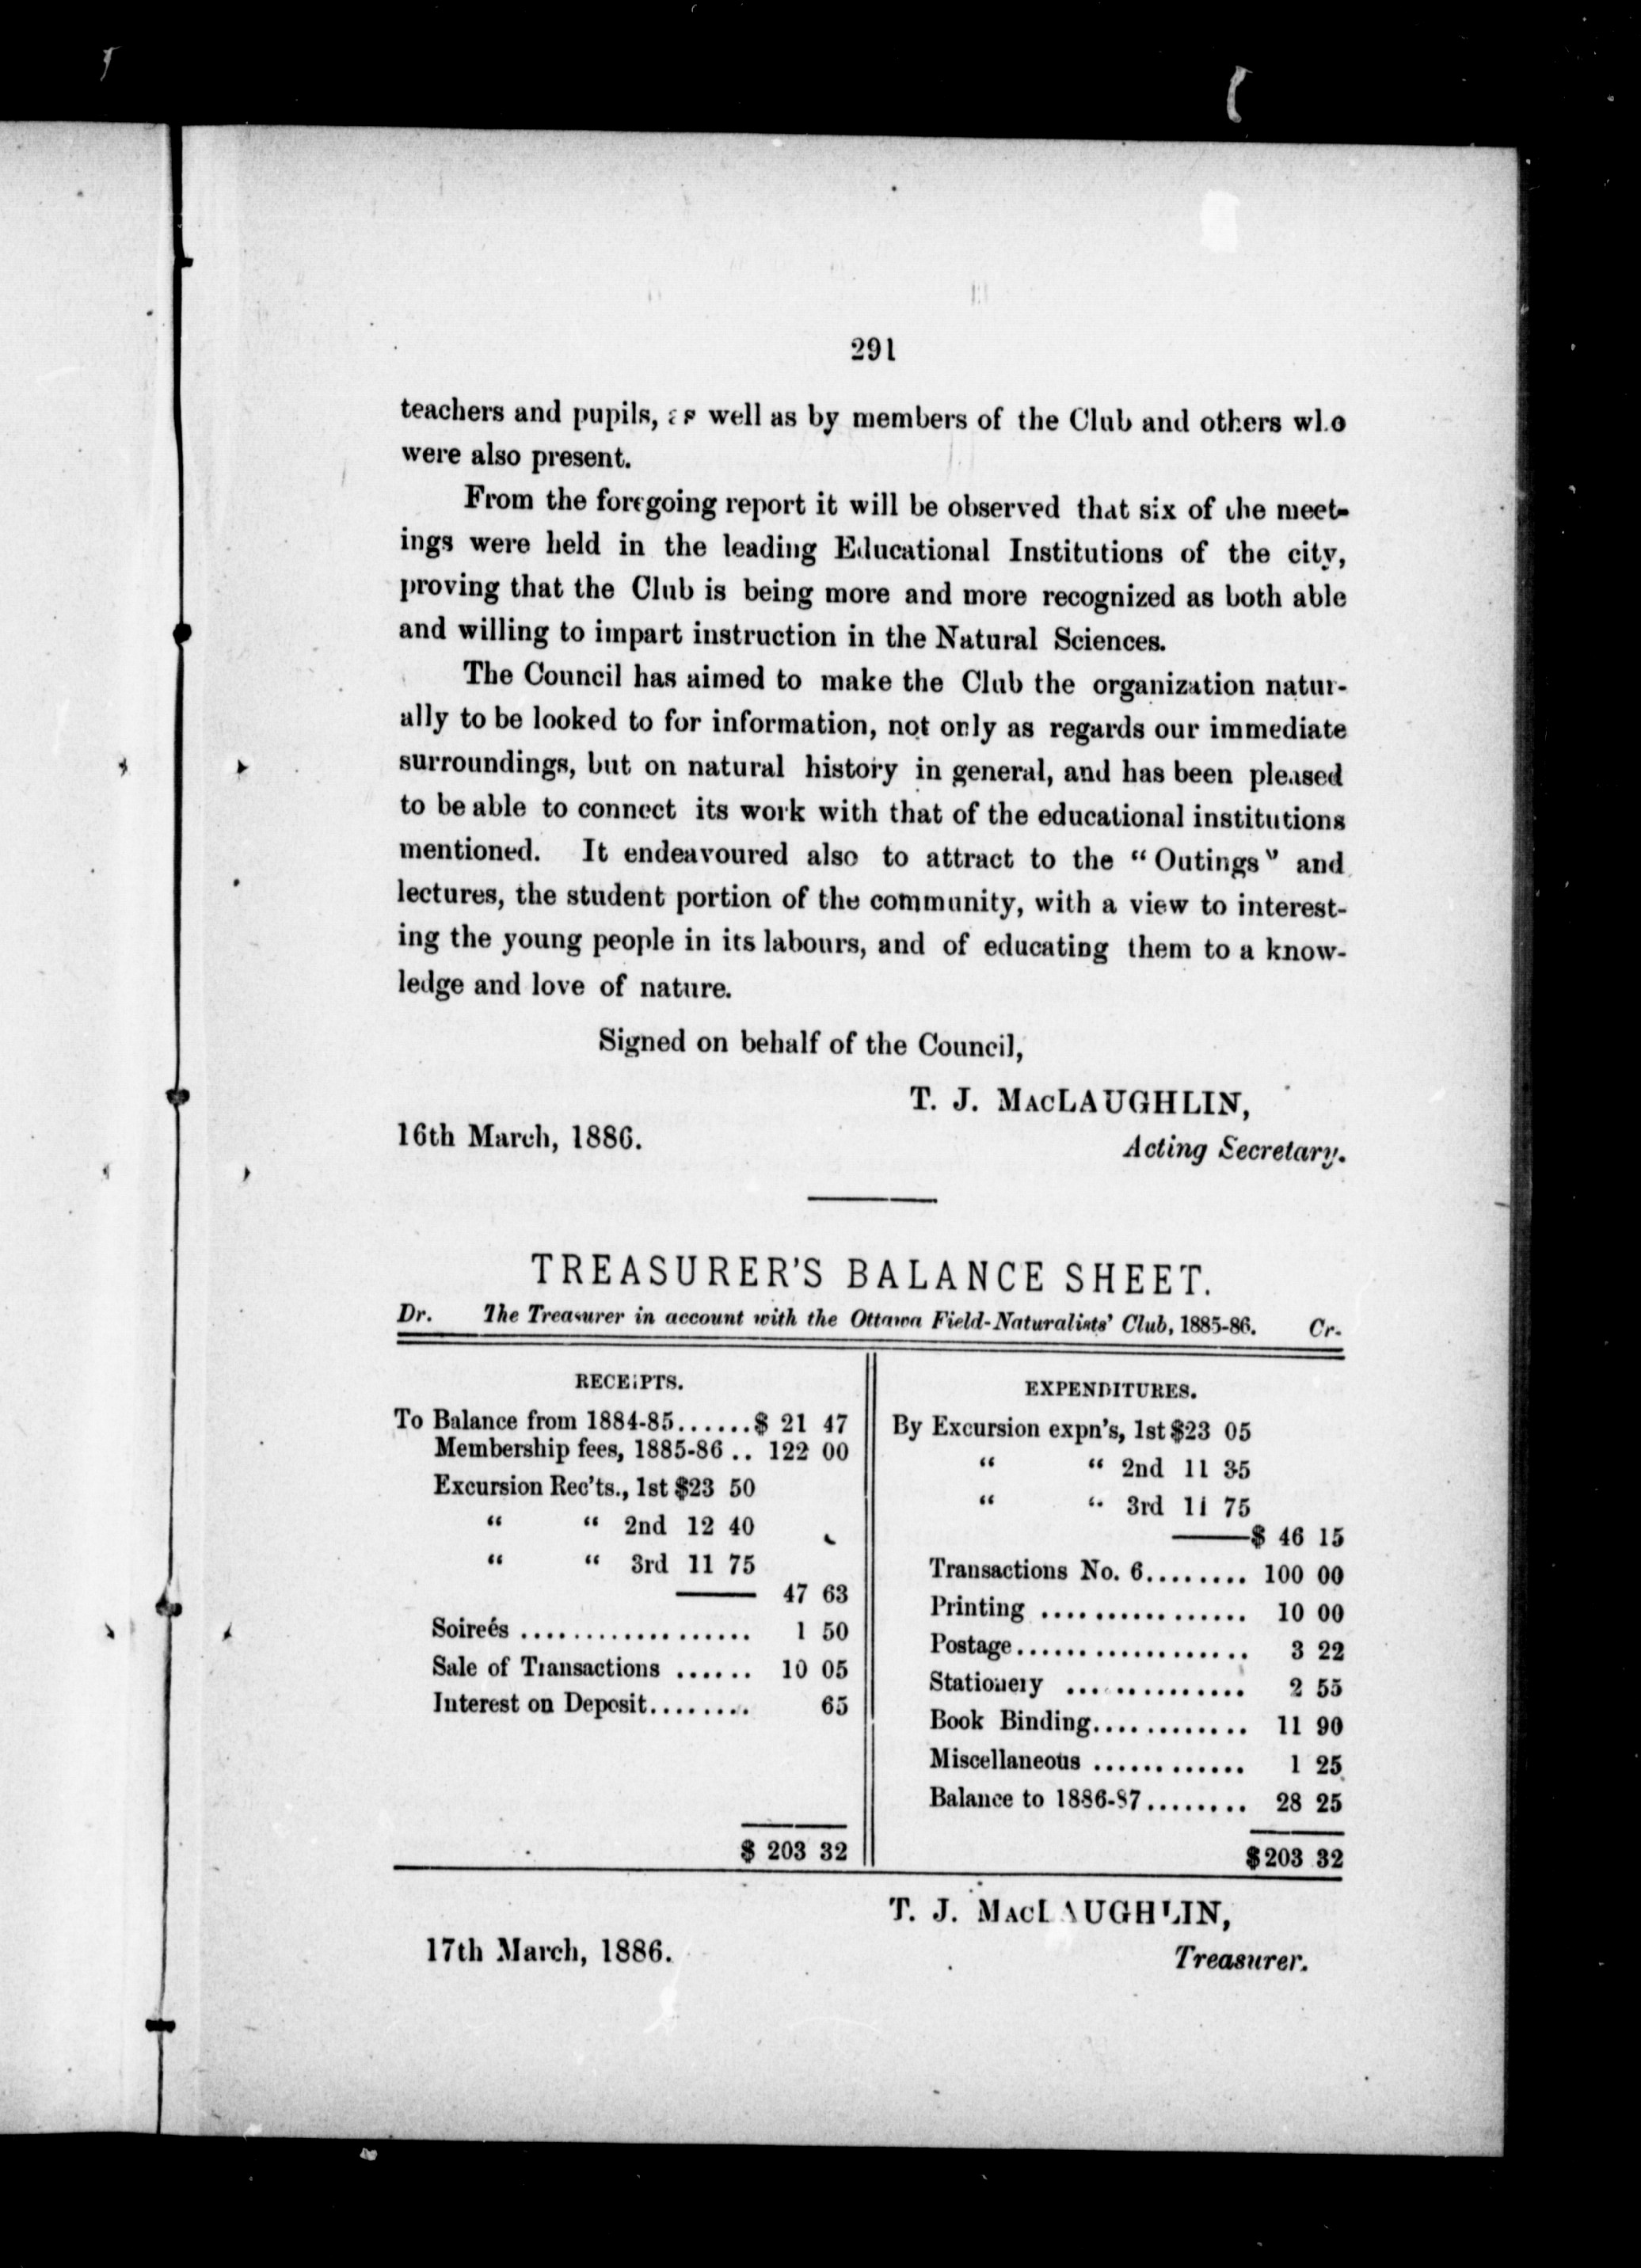 291
teachers and pupils, as well as by members of the Club and others who
were also present.
From the foregoing report it will be observed that six of the meet-
ings were held in the leading Educational Institutions of the city,
proving that the Club is being more and more recognized as both able
and willing to impart instruction in the Natural Sciences.
The Council has aimed to make the Club the organization natur-
ally to be looked to for information, not only as regards our immediate
surroundings, but on natural history in general, and has been pleased
to be able to connect its work with that of the educational institutions
mentioned. It endeavoured also to attract to the "Outings" and
lectures, the student portion of the community, with a view to interest-
ing the young people in its labours, and of educating them to a know-
ledge and love of nature.
Signed on behalf of the Council,
T. J. MACLAUGHLIN,
16th March, 1886.
Acting Secretary.
TREASURER'S BALANCE SHEET.
Dr. The Treasurer in account with the Ottawa Field-Naturalists' Club, 1885-86. Cr.
RECEIPTS.
To Balance from 1884-85......$ 21 47
Membership fees, 1885-86 .. 122 00
Excursion Rec'ts., 1st $23 50
" " 2nd 12 40
" " 3rd 11 75
47 63
Soireés .................. 1 50
Sale of Transactions ...... 10 05
Interest on Deposit........ 65
$ 203 32
EXPENDITURES.
By Excursion expn's, 1st $23 05
" " 2nd 11 35
" " 3rd 11 75
$ 46 15
Transactions No. 6........ 100 00
Printing ................ 10 00
Postage.................. 3 22
Stationery .............. 2 55
Book Binding............ 11 90
Miscellaneous ............ 1 25
Balance to 1886-87........ 28 25
$203 32
T. J. MACLAUGHLIN,
17th March, 1886.
Treasurer.